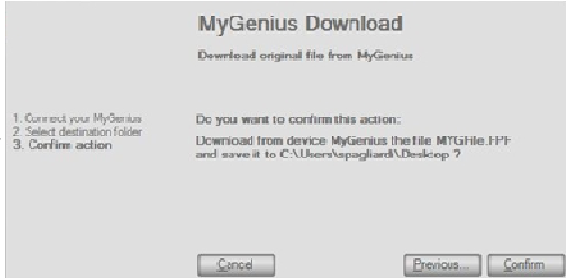 MyGenius Download
Download original file from MyGenius
1. Connect your MyGenius
2. Select destination folder
3. Confirm action
Do you want to confirm this action:
Download from device MyGenius the file MYGFile.FPF
and save it to C:\Users\spagliardi\Desktop ?
Cancel
Previous...
Confirm